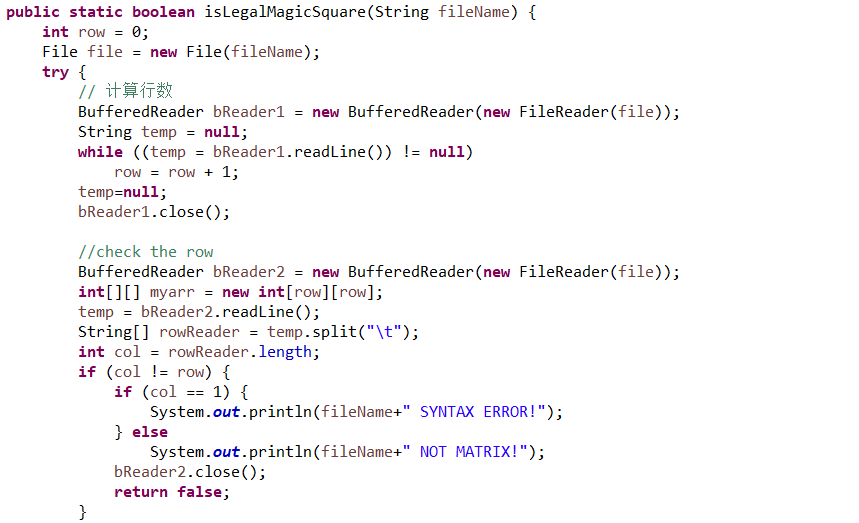 public static boolean isLegalMagicSquare(String fileName) {
    int row = 0;
    File file = new File(fileName);
    try {
        // 计算行数
        BufferedReader bReader1 = new BufferedReader(new FileReader(file));
        String temp = null;
        while ((temp = bReader1.readLine()) != null)
            row = row + 1;
        temp=null;
        bReader1.close();

        //check the row
        BufferedReader bReader2 = new BufferedReader(new FileReader(file));
        int[][] myarr = new int[row][row];
        temp = bReader2.readLine();
        String[] rowReader = temp.split("\t");
        int col = rowReader.length;
        if (col != row) {
            if (col == 1) {
                System.out.println(fileName+" SYNTAX ERROR!");
            } else
                System.out.println(fileName+" NOT MATRIX!");
            bReader2.close();
            return false;
        }